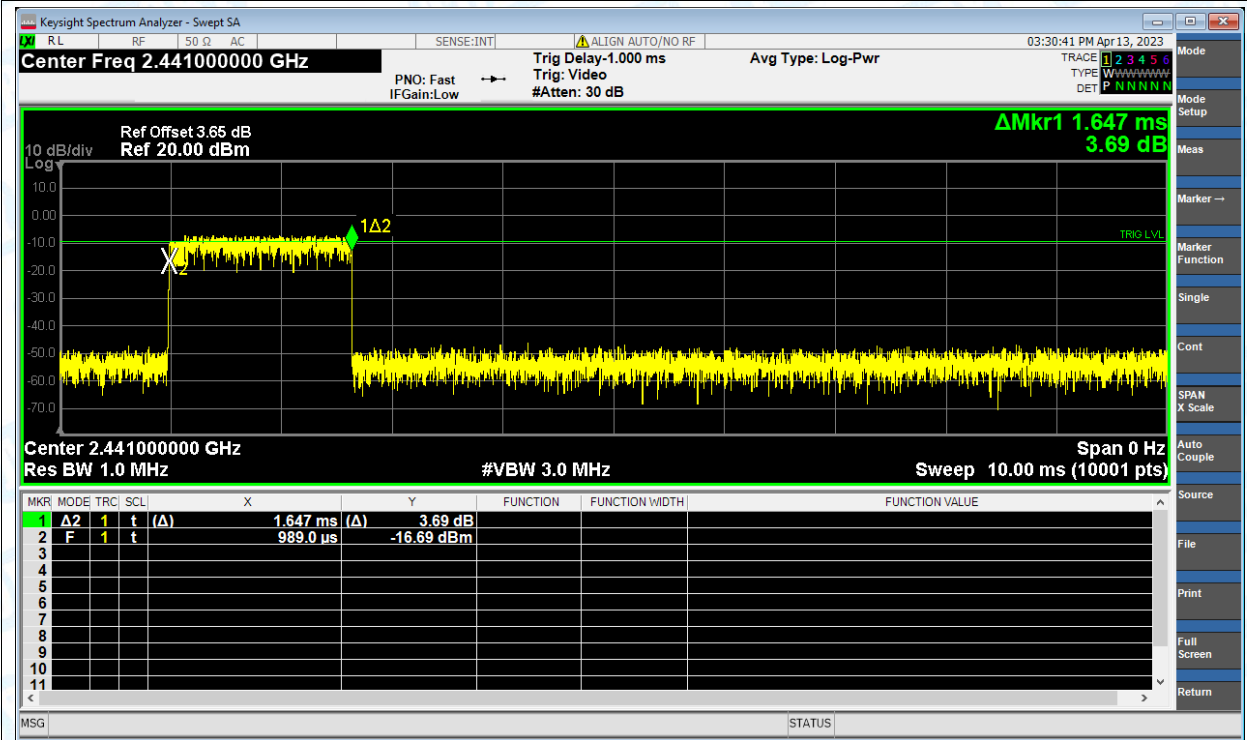 Keysight Spectrum Analyzer - Swept SA
LXI RL RF 50 Ω AC SENSE:INT ALIGN AUTO/NO RF 03:30:41 PM Apr 13, 2023
Center Freq 2.441000000 GHz
PNO: Fast
IFGain:Low
Trig Delay-1.000 ms
Trig: Video
#Atten: 30 dB
Avg Type: Log-Pwr
TRACE 1 2 3 4 5 6
TYPE WWWWWW
DET P N N N N N
ΔMkr1 1.647 ms
3.69 dB
Ref Offset 3.65 dB
10 dB/div Ref 20.00 dBm
Log
10.0
0.00
-10.0
-20.0
-30.0
-40.0
-50.0
-60.0
-70.0
1Δ2
X2
TRIG LVL
Center 2.441000000 GHz Span 0 Hz
Res BW 1.0 MHz #VBW 3.0 MHz Sweep 10.00 ms (10001 pts)
MKR MODE TRC SCL X Y FUNCTION FUNCTION WIDTH FUNCTION VALUE
1 Δ2 1 t (Δ) 1.647 ms (Δ) 3.69 dB
2 F 1 t 989.0 µs -16.69 dBm
3
4
5
6
7
8
9
10
11
MSG STATUS
Mode
Mode
Setup
Meas
Marker →
Marker
Function
Single
Cont
SPAN
X Scale
Auto
Couple
Source
File
Print
Full
Screen
Return